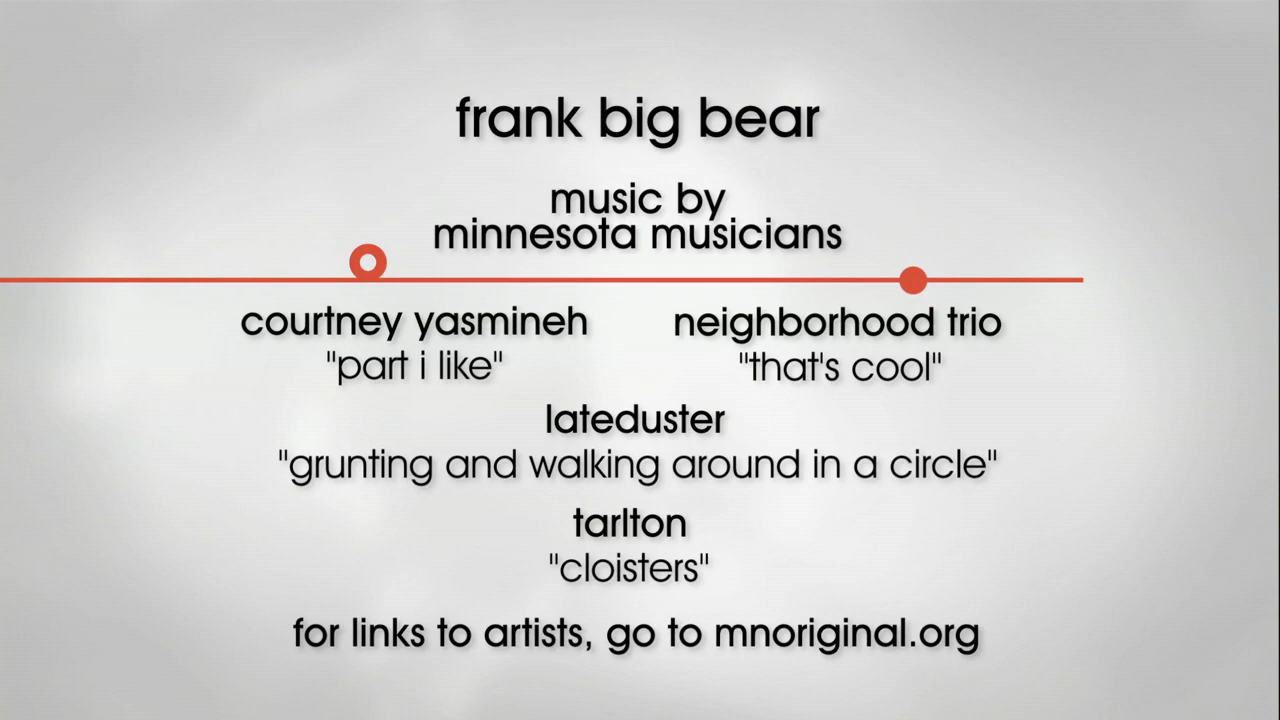 frank big bear
music by
minnesota musicians
courtney yasmineh
"part i like"
neighborhood trio
"that's cool"
lateduster
"grunting and walking around in a circle"
tarlton
"cloisters"
for links to artists, go to mnoriginal.org